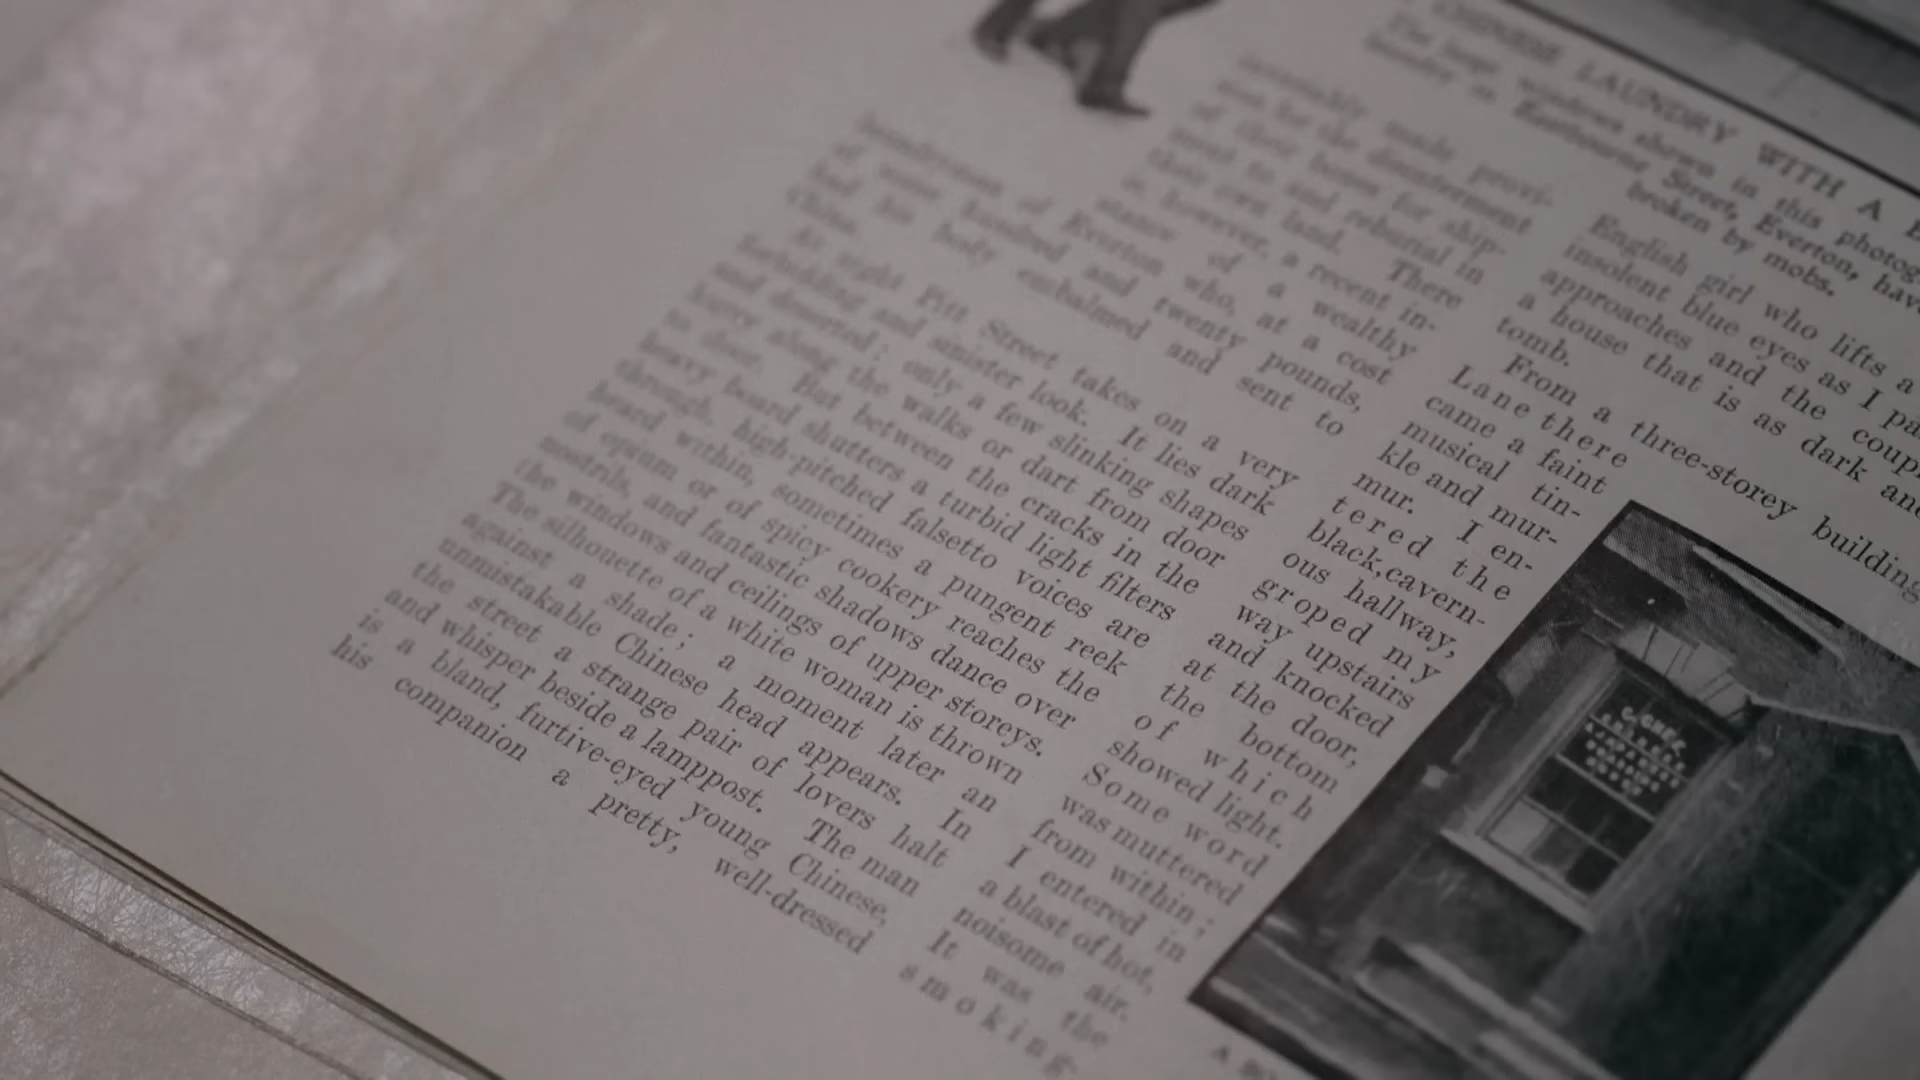 CHINESE LAUNDRY WITH A
The large windows shown in this photog
laundry in Eastbourne Street, Everton, hav
broken by mobs.
invariably made provi-
sion for the disinterment
of their bones for ship-
ment to and reburial in
their own land. There
is, however, a recent in-
stance of a wealthy
laundryman of Everton who, at a cost
of some hundred and twenty pounds,
had his body embalmed and sent to
China.
At night Pitt Street takes on a very
forbidding and sinister look. It lies dark
and deserted; only a few slinking shapes
hurry along the walks or dart from door
to door. But between the cracks in the
heavy board shutters a turbid light filters
through, high-pitched falsetto voices are
heard within, sometimes a pungent reek
of opium or of spicy cookery reaches the
nostrils, and fantastic shadows dance over
the windows and ceilings of upper storeys.
The silhouette of a white woman is thrown
against a shade; a moment later an
unmistakable Chinese head appears. In
the street a strange pair of lovers halt
and whisper beside a lamppost. The man
is a bland, furtive-eyed young Chinese,
his companion a pretty, well-dressed
English girl who lifts a
insolent blue eyes as I pa
approaches and the coupl
a house that is as dark and
tomb.
From a three-storey building
Lane there
came a faint
musical tin-
kle and mur-
mur. I en-
tered the
black, cavern-
ous hallway,
groped my
way upstairs
and knocked
at the door,
the bottom
of which
showed light.
Some word
was muttered
from within;
I entered in
a blast of hot,
noisome air.
It was the
smoking-
A